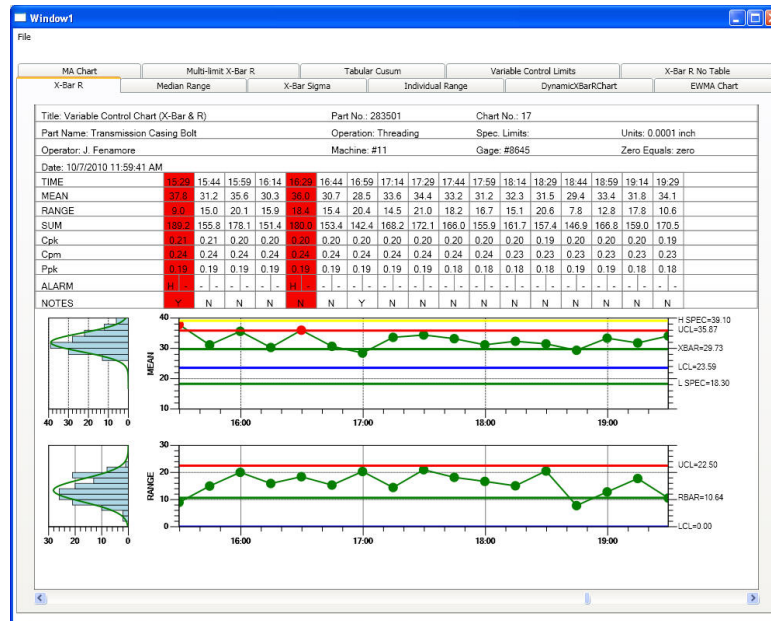 Window1
File
MA Chart Multi-limit X-Bar R Tabular Cusum Variable Control Limits X-Bar R No Table
X-Bar R Median Range X-Bar Sigma Individual Range DynamicXBarRChart EWMA Chart
Title: Variable Control Chart (X-Bar & R) Part No.: 283501 Chart No.: 17
Part Name: Transmission Casing Bolt Operation: Threading Spec. Limits: Units: 0.0001 inch
Operator: J. Fenamore Machine: #11 Gage: #8645 Zero Equals: zero
Date: 10/7/2010 11:59:41 AM
TIME 15:29 15:44 15:59 16:14 16:29 16:44 16:59 17:14 17:29 17:44 17:59 18:14 18:29 18:44 18:59 19:14 19:29
MEAN 37.8 31.2 35.6 30.3 36.0 30.7 28.5 33.6 34.4 33.2 31.2 32.3 31.5 29.4 33.4 31.8 34.1
RANGE 9.0 15.0 20.1 15.9 18.4 15.4 20.4 14.5 21.0 18.2 16.7 15.1 20.6 7.8 12.8 17.8 10.6
SUM 189.2 155.8 178.1 151.4 180.0 153.4 142.4 168.2 172.1 166.0 155.9 161.7 157.4 146.9 166.8 159.0 170.5
Cpk 0.21 0.21 0.20 0.20 0.20 0.20 0.20 0.20 0.20 0.20 0.20 0.20 0.19 0.20 0.20 0.20 0.19
Cpm 0.24 0.24 0.24 0.24 0.24 0.24 0.24 0.24 0.24 0.24 0.24 0.23 0.23 0.23 0.23 0.23 0.23
Ppk 0.19 0.19 0.19 0.19 0.19 0.19 0.19 0.19 0.19 0.18 0.18 0.18 0.18 0.18 0.19 0.18 0.18
ALARM H - - - - - - - - H - - - - - - - - - - - - - - - - - - - - - - - -
NOTES Y N N N N N Y N N N N N N N N N N
40 30 20 10
MEAN
H SPEC=39.10
UCL=35.87
XBAR=29.73
LCL=23.59
L SPEC=18.30
40 30 20 10 0 16:00 17:00 18:00 19:00
30 20 10 0
RANGE
UCL=22.50
RBAR=10.64
LCL=0.00
30 20 10 0 16:00 17:00 18:00 19:00